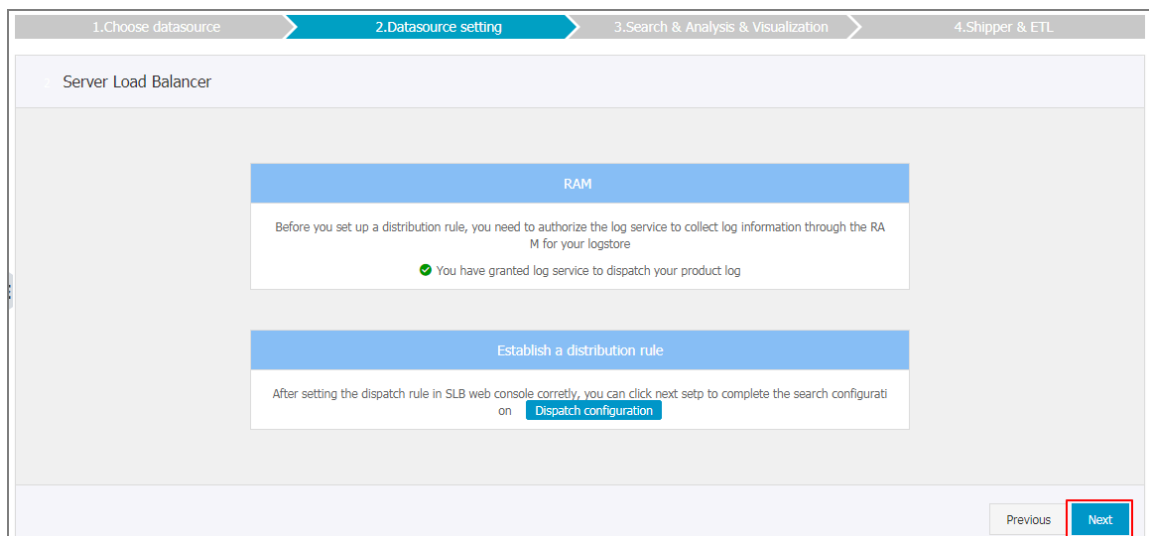 1.Choose datasource
2.Datasource setting
3.Search & Analysis & Visualization
4.Shipper & ETL
Server Load Balancer
RAM
Before you set up a distribution rule, you need to authorize the log service to collect log information through the RA
M for your logstore
You have granted log service to dispatch your product log
Establish a distribution rule
After setting the dispatch rule in SLB web console corretly, you can click next setp to complete the search configurati
on Dispatch configuration
Previous
Next